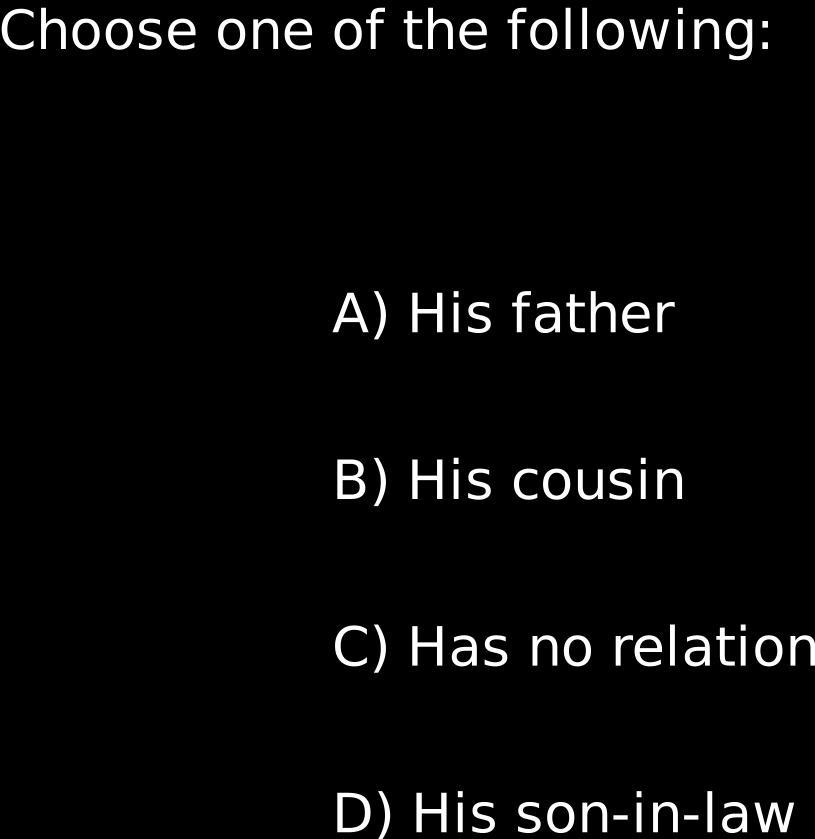 Choose one of the following:
A) His father
B) His cousin
C) Has no relation
D) His son-in-law